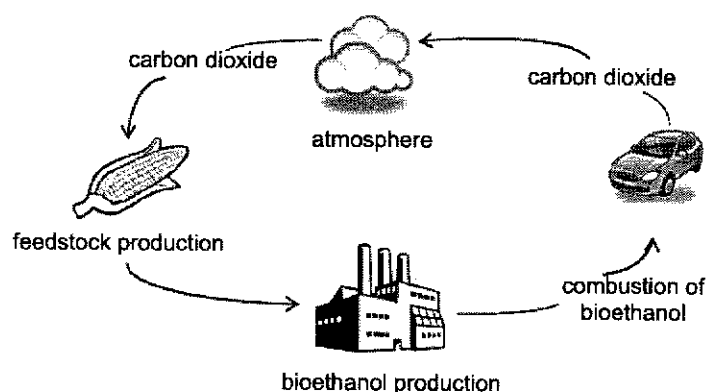 carbon dioxide
carbon dioxide
atmosphere
feedstock production
combustion of
bioethanol
bioethanol production